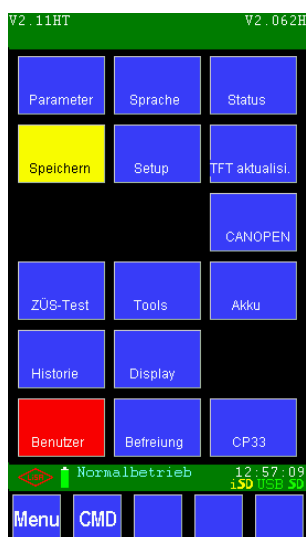 V2.11HT V2.062H
Parameter Sprache Status
Speichern Setup TFT aktualisi.
CANOPEN
ZÜS-Test Tools Akku
Historie Display
Benutzer Befreiung CP33
Normalbetrieb 12:57:09
iSD USB SD
Menu CMD